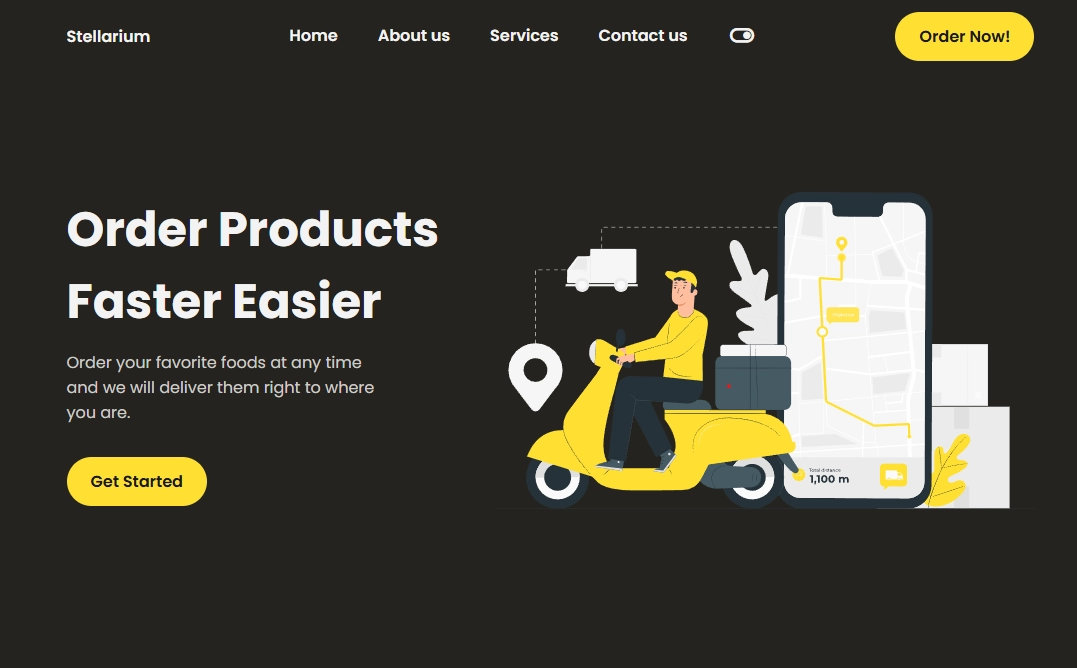 Stellarium
Home
About us
Services
Contact us
Order Now!
Order Products
Faster Easier
Order your favorite foods at any time
and we will deliver them right to where
you are.
Get Started
Total distance
1,100 m